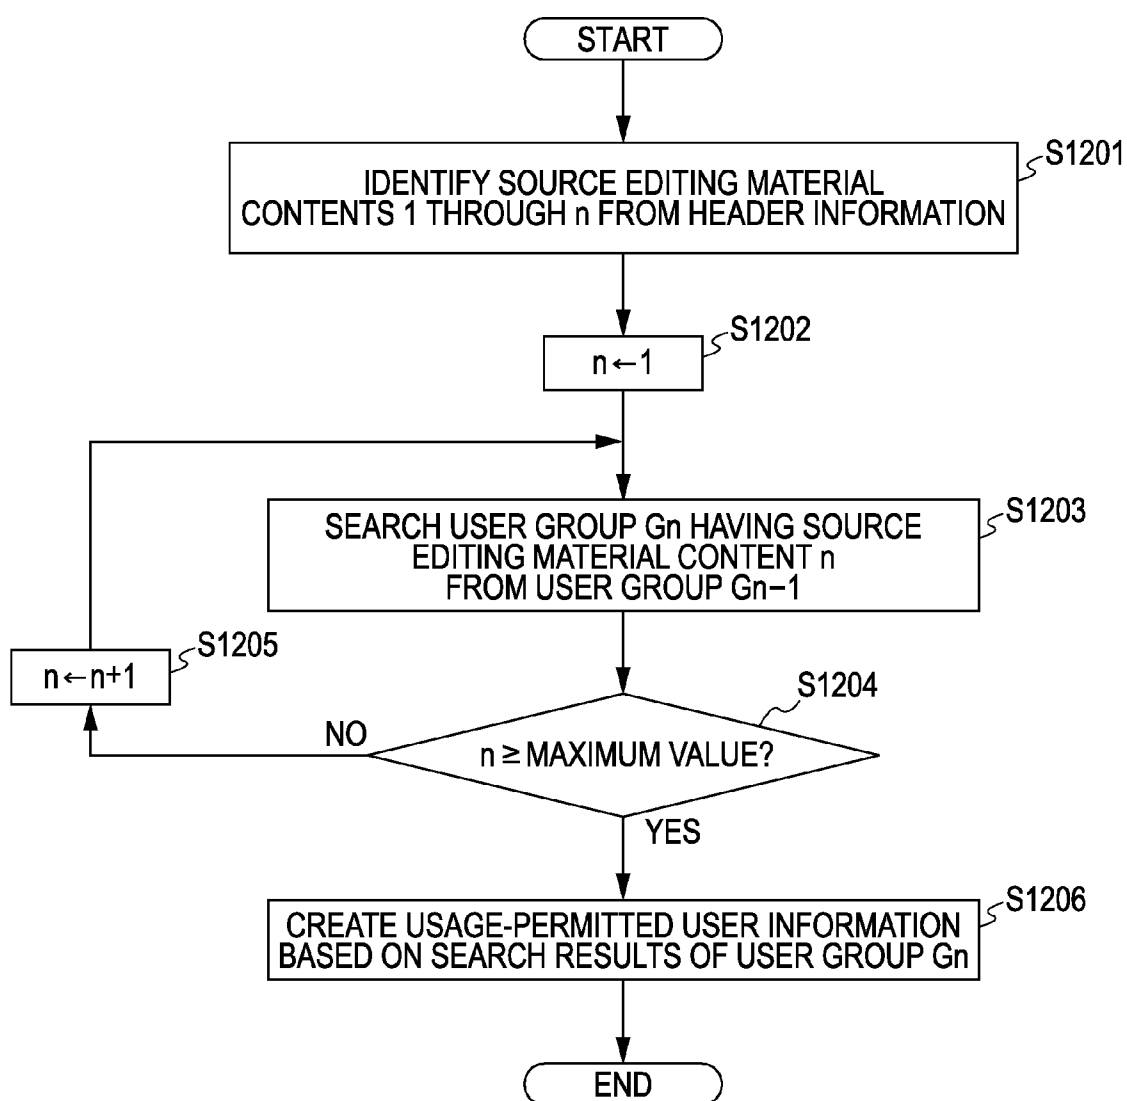 START
S1201
IDENTIFY SOURCE EDITING MATERIAL
CONTENTS 1 THROUGH n FROM HEADER INFORMATION
S1202
n←1
S1203
SEARCH USER GROUP Gn HAVING SOURCE
EDITING MATERIAL CONTENT n
FROM USER GROUP Gn−1
S1205
n←n+1
S1204
NO
n ≥ MAXIMUM VALUE?
YES
S1206
CREATE USAGE-PERMITTED USER INFORMATION
BASED ON SEARCH RESULTS OF USER GROUP Gn
END